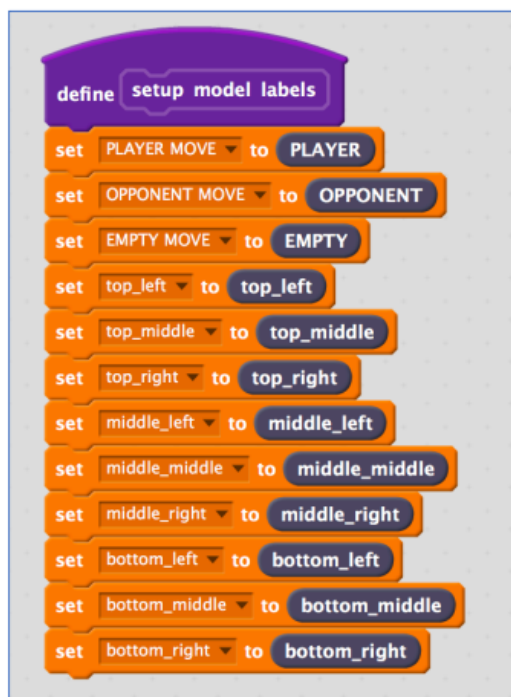 define setup model labels
set PLAYER MOVE to PLAYER
set OPPONENT MOVE to OPPONENT
set EMPTY MOVE to EMPTY
set top_left to top_left
set top_middle to top_middle
set top_right to top_right
set middle_left to middle_left
set middle_middle to middle_middle
set middle_right to middle_right
set bottom_left to bottom_left
set bottom_middle to bottom_middle
set bottom_right to bottom_right